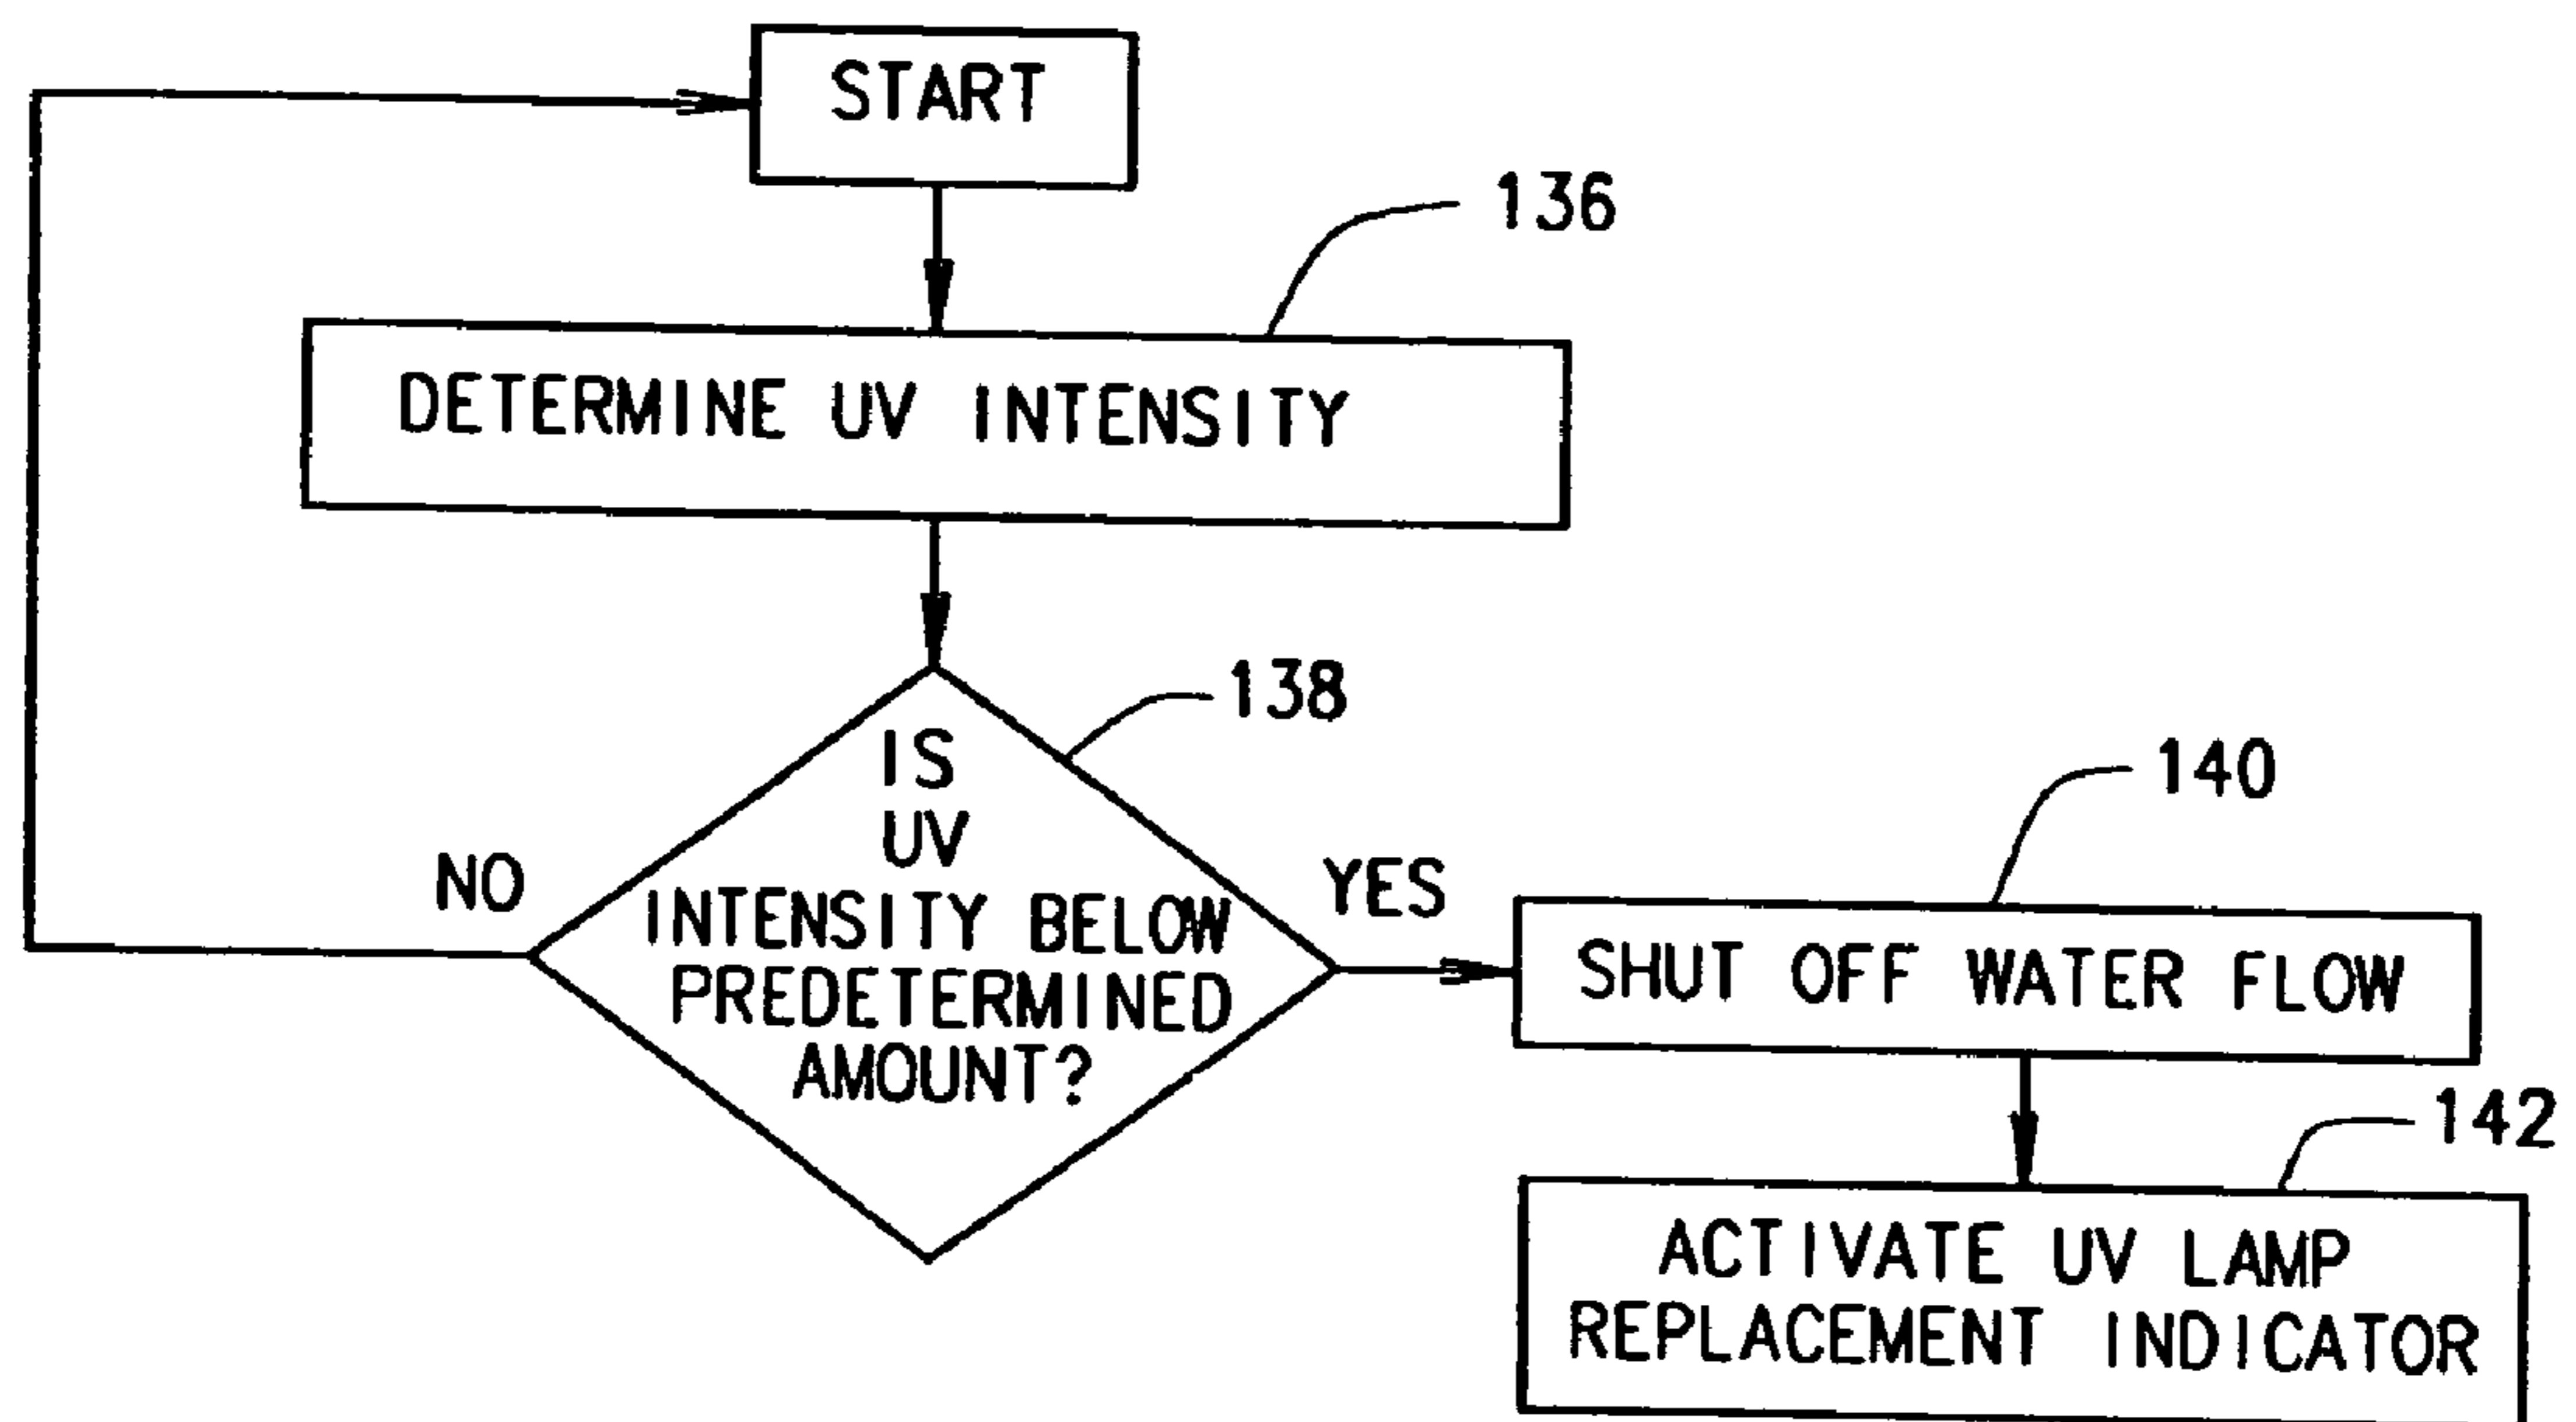 START
136
DETERMINE UV INTENSITY
138
IS
UV
INTENSITY BELOW
PREDETERMINED
AMOUNT?
NO
YES
140
SHUT OFF WATER FLOW
142
ACTIVATE UV LAMP
REPLACEMENT INDICATOR